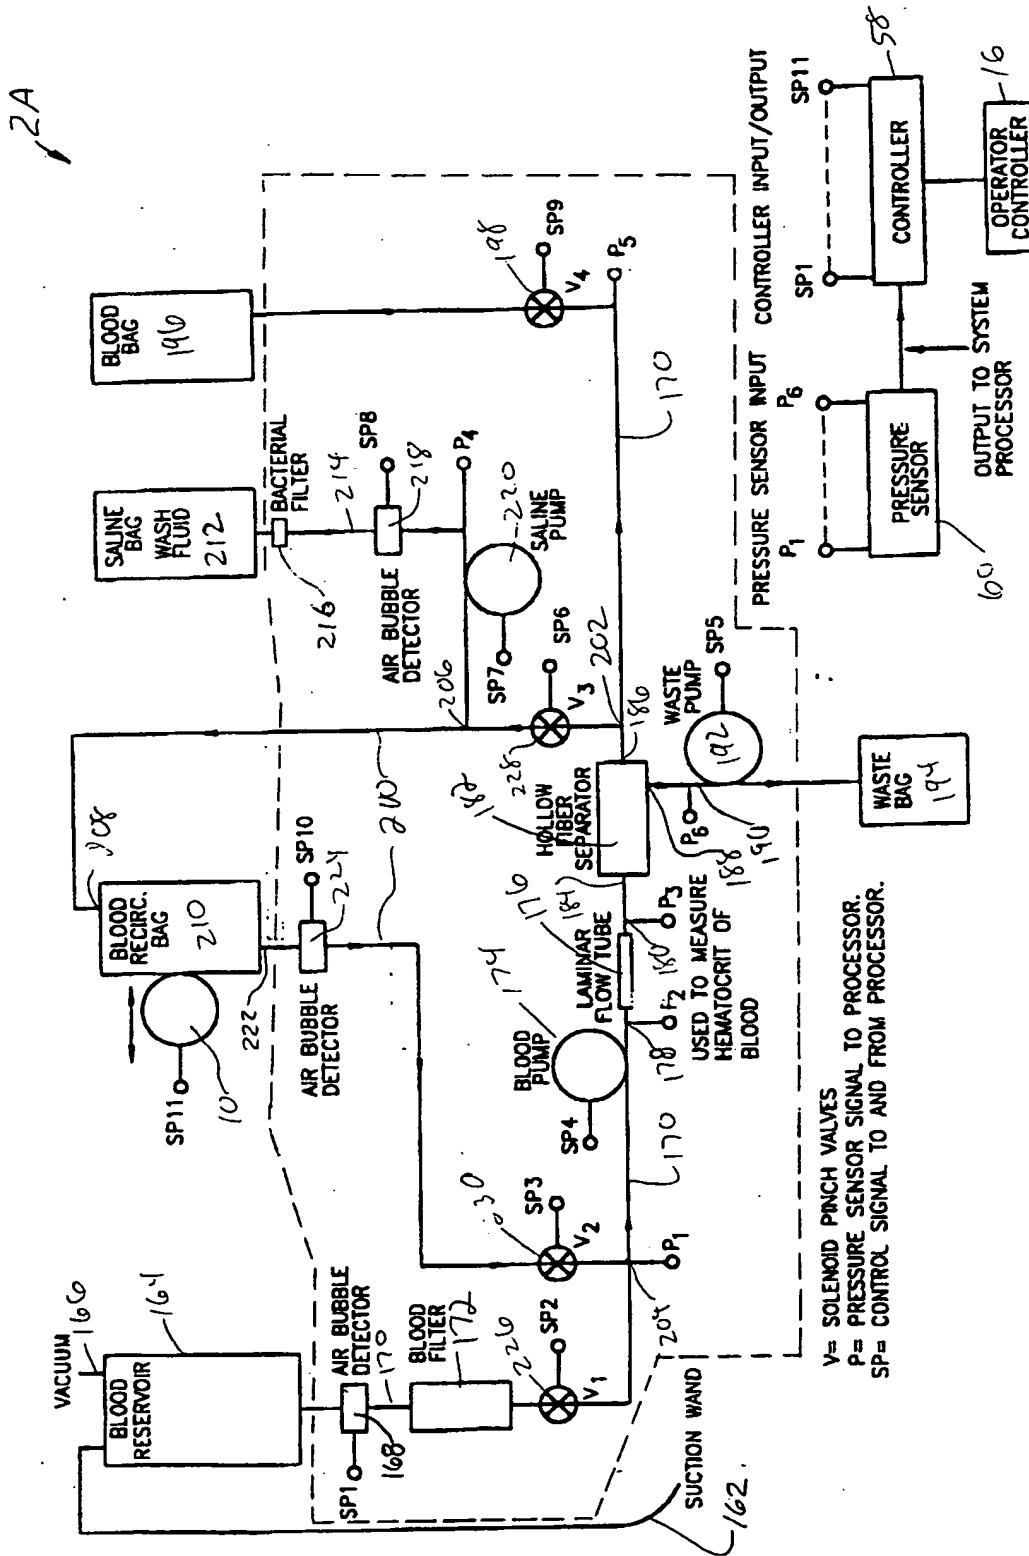 2A
VACUUM
166
BLOOD
RESERVOIR
164
SP1
AIR BUBBLE
DETECTOR
168
170
BLOOD FILTER
172
SP2
226
V1
SUCTION WAND
162
204
P1
SP3
V2
SP11
10
BLOOD
RECIRC.
BAG
210
208
222
SP10
224
AIR BUBBLE
DETECTOR
200
170
SP4
BLOOD
PUMP
174
178
P2
LAMINAR
FLOW TUBE
176
180
P3
USED TO MEASURE
HEMATOCRIT OF
BLOOD
184
HOLLOW
FIBER
SEPARATOR
182
186
188
190
P6
WASTE
PUMP
192
SP5
WASTE
BAG
194
228
V3
SP6
202
206
SP7
SALINE
PUMP
220
P4
AIR BUBBLE
DETECTOR
218
SP8
214
216
BACTERIAL
FILTER
SALINE
BAG
WASH
FLUID
212
BLOOD
BAG
196
198
SP9
V4
P5
170
PRESSURE SENSOR INPUT
P1
P6
PRESSURE
SENSOR
60
OUTPUT TO SYSTEM
PROCESSOR
CONTROLLER INPUT/OUTPUT
SP1
SP11
CONTROLLER
58
OPERATOR
CONTROLLER
16
V= SOLENOID PINCH VALVES
P= PRESSURE SENSOR SIGNAL TO PROCESSOR.
SP= CONTROL SIGNAL TO AND FROM PROCESSOR.